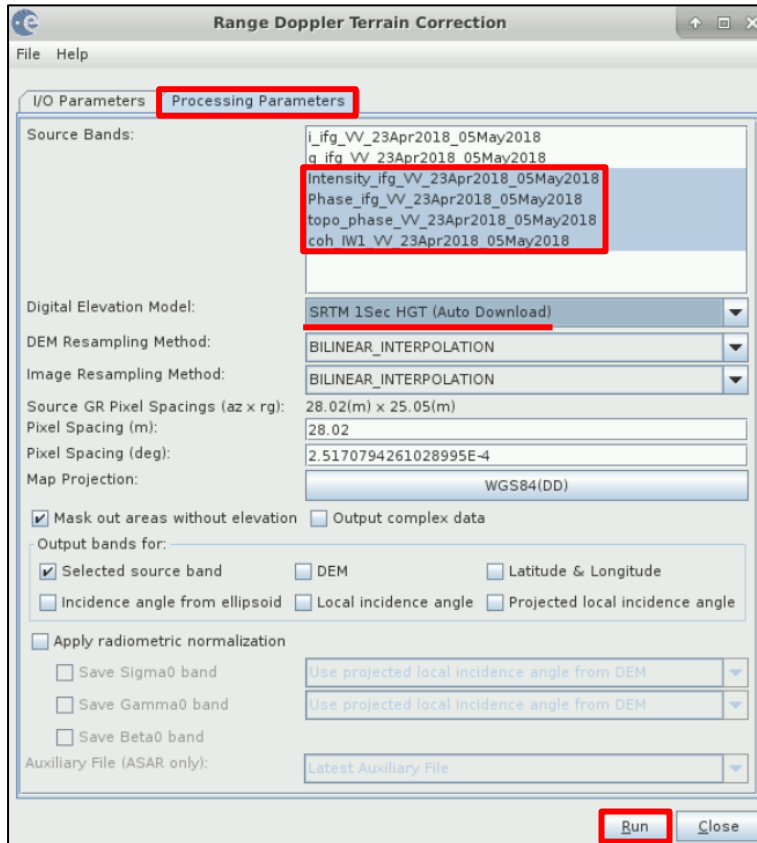 Range Doppler Terrain Correction
File Help
I/O Parameters Processing Parameters
Source Bands:
i_ifg_VV_23Apr2018_05May2018
q_ifg_VV_23Apr2018_05May2018
Intensity_ifg_VV_23Apr2018_05May2018
Phase_ifg_VV_23Apr2018_05May2018
topo_phase_VV_23Apr2018_05May2018
coh_IW1_VV_23Apr2018_05May2018
Digital Elevation Model: SRTM 1Sec HGT (Auto Download)
DEM Resampling Method: BILINEAR_INTERPOLATION
Image Resampling Method: BILINEAR_INTERPOLATION
Source GR Pixel Spacings (az x rg): 28.02(m) x 25.05(m)
Pixel Spacing (m): 28.02
Pixel Spacing (deg): 2.5170794261028995E-4
Map Projection: WGS84(DD)
Mask out areas without elevation Output complex data
Output bands for:
Selected source band DEM Latitude & Longitude
Incidence angle from ellipsoid Local incidence angle Projected local incidence angle
Apply radiometric normalization
Save Sigma0 band Use projected local incidence angle from DEM
Save Gamma0 band Use projected local incidence angle from DEM
Save Beta0 band
Auxiliary File (ASAR only): Latest Auxiliary File
Run Close